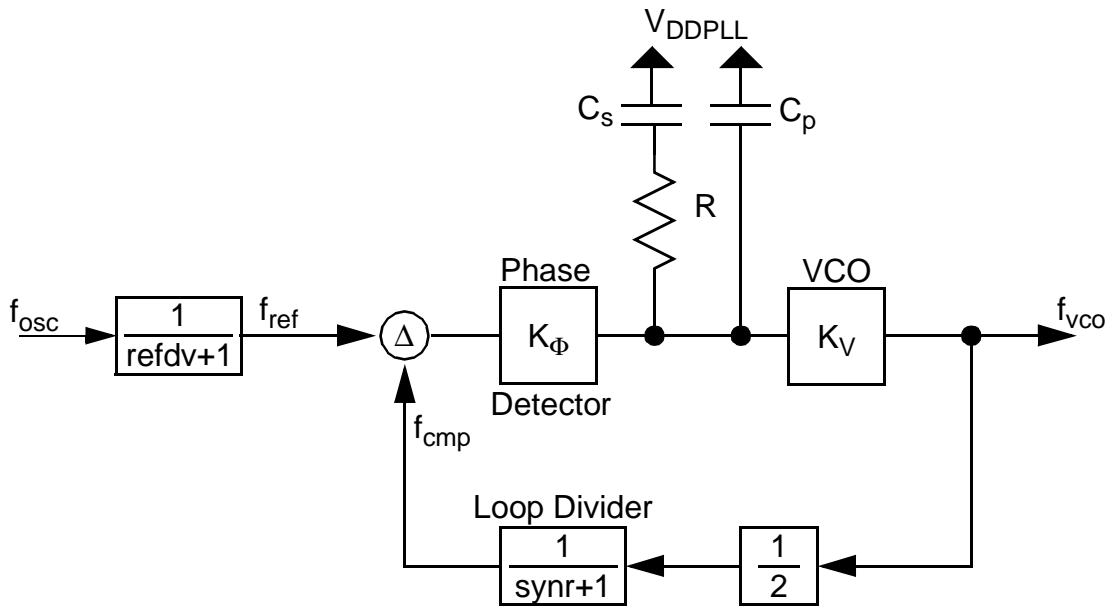 V_DDPLL
C_s
C_p
R
Phase
VCO
f_osc
1
refdv+1
f_ref
Δ
K_Φ
K_V
f_vco
Detector
f_cmp
Loop Divider
1
synr+1
1
2